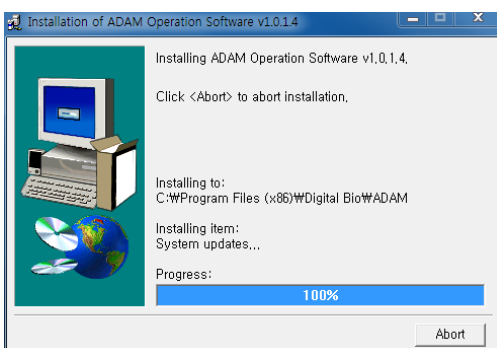 Installation of ADAM Operation Software v1.0.1.4
Installing ADAM Operation Software v1.0.1.4.
Click <Abort> to abort installation.
Installing to:
C:₩Program Files (x86)₩Digital Bio₩ADAM
Installing item:
System updates...
Progress:
100%
Abort